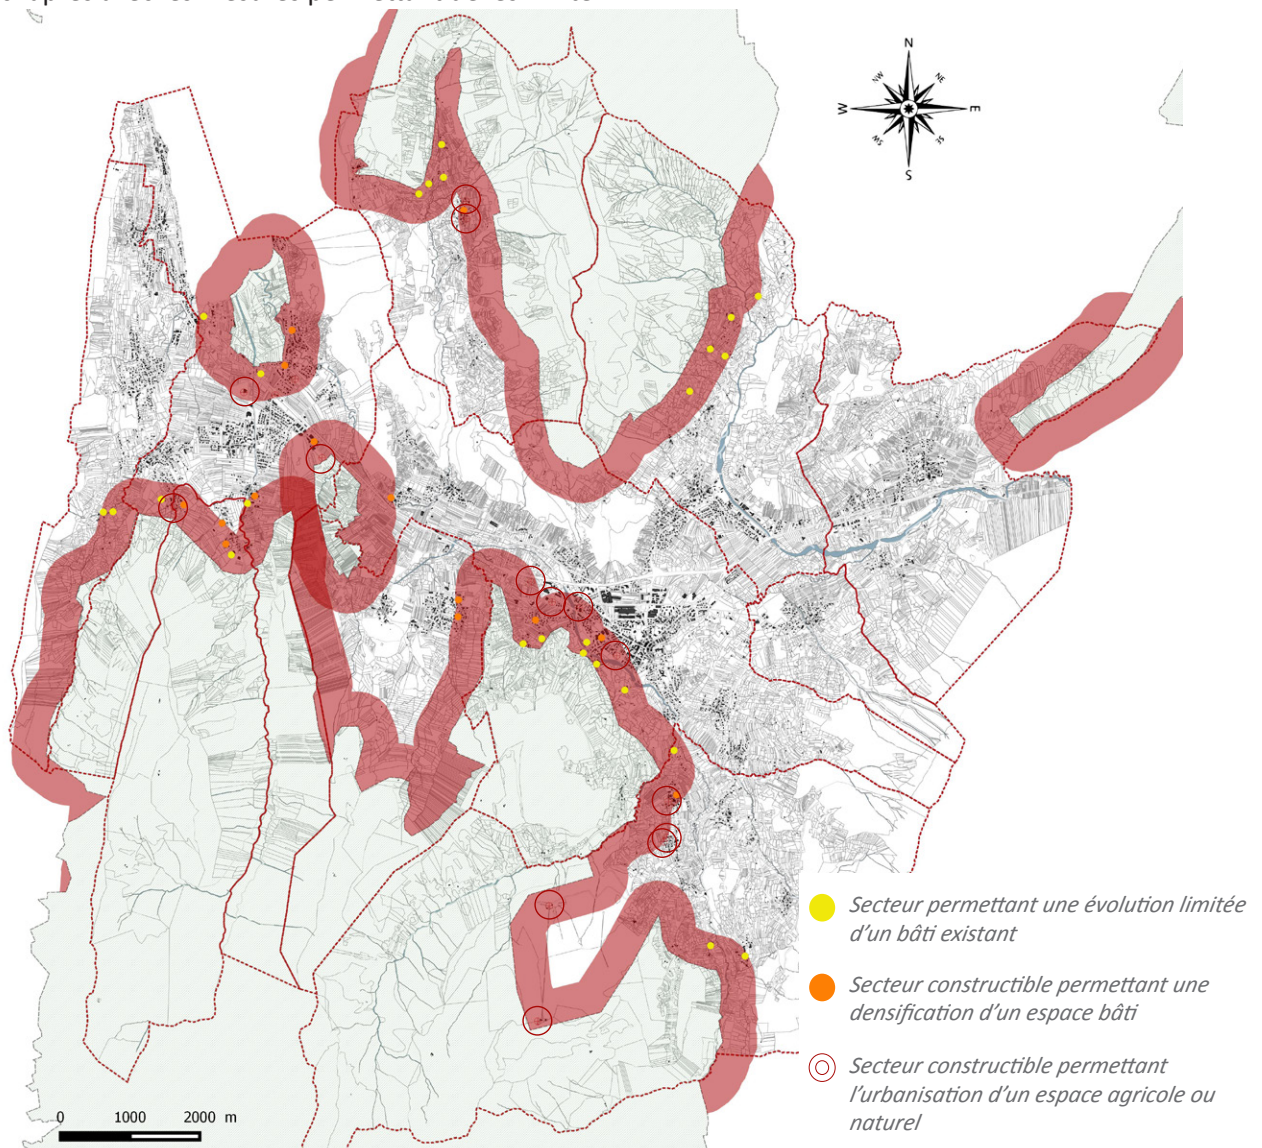 N
NW
NE
W
E
SW
SE
S
Secteur permettant une évolution limitée
d'un bâti existant
Secteur constructible permettant une
densification d'un espace bâti
Secteur constructible permettant
l'urbanisation d'un espace agricole ou
naturel
0 1000 2000 m